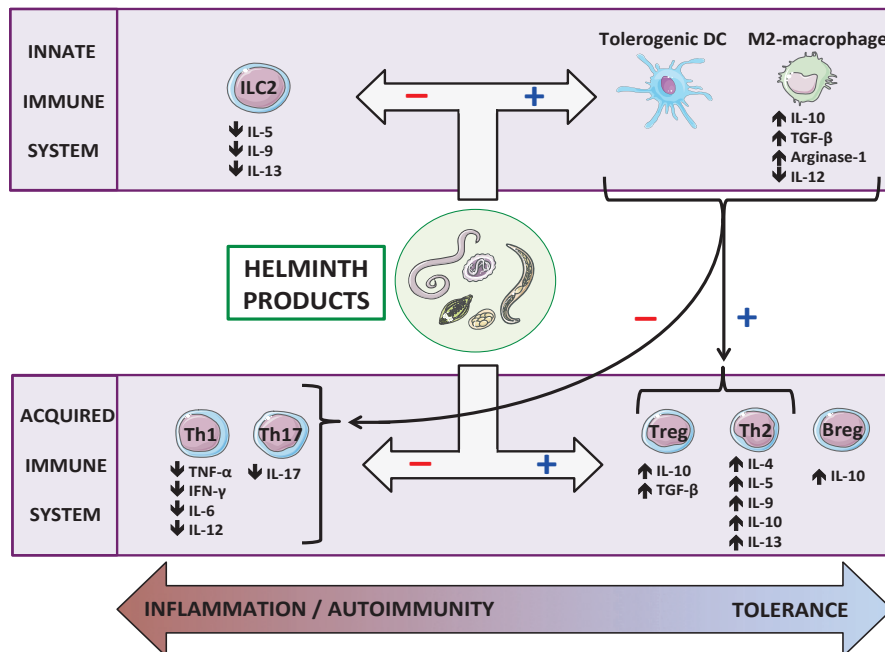 INNATE
IMMUNE
SYSTEM
ILC2
↓ IL-5
↓ IL-9
↓ IL-13
− +
Tolerogenic DC
M2-macrophage
↑ IL-10
↑ TGF-β
↑ Arginase-1
↓ IL-12
HELMINTH
PRODUCTS
− +
ACQUIRED
IMMUNE
SYSTEM
Th1
↓ TNF-α
↓ IFN-γ
↓ IL-6
↓ IL-12
Th17
↓ IL-17
− +
Treg
↑ IL-10
↑ TGF-β
Th2
↑ IL-4
↑ IL-5
↑ IL-9
↑ IL-10
↑ IL-13
Breg
↑ IL-10
INFLAMMATION / AUTOIMMUNITY
TOLERANCE